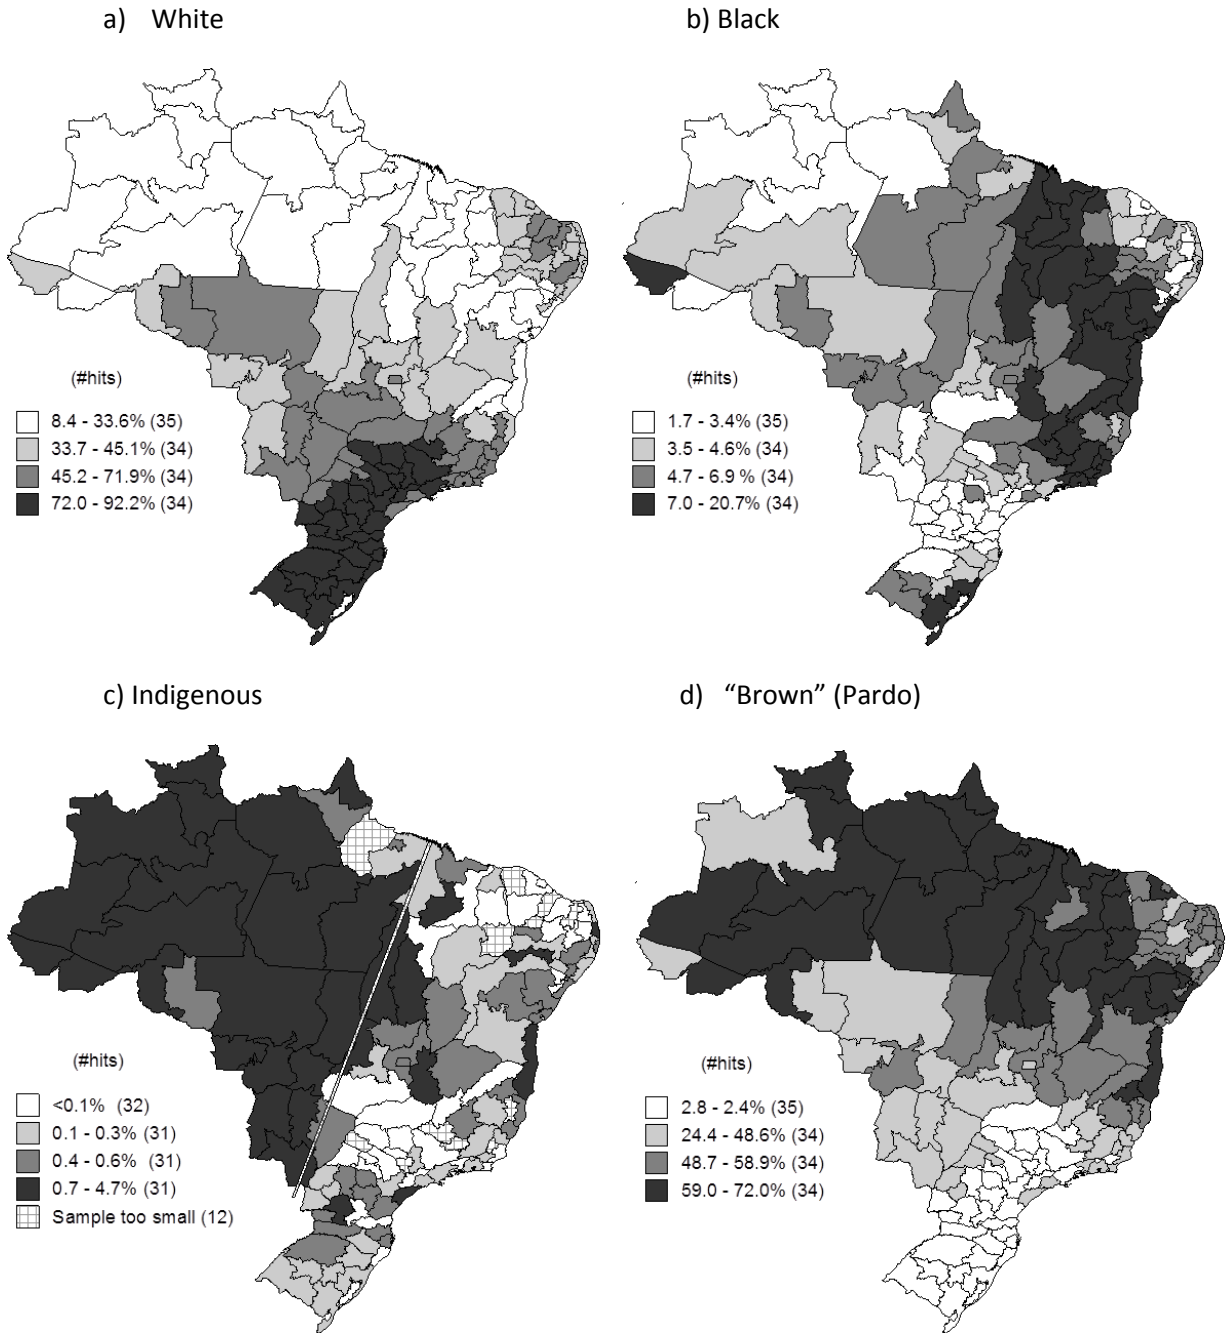 a) White
b) Black
(#hits)
8.4 - 33.6% (35)
33.7 - 45.1% (34)
45.2 - 71.9% (34)
72.0 - 92.2% (34)
(#hits)
1.7 - 3.4% (35)
3.5 - 4.6% (34)
4.7 - 6.9 % (34)
7.0 - 20.7% (34)
c) Indigenous
d) “Brown” (Pardo)
(#hits)
<0.1% (32)
0.1 - 0.3% (31)
0.4 - 0.6% (31)
0.7 - 4.7% (31)
Sample too small (12)
(#hits)
2.8 - 2.4% (35)
24.4 - 48.6% (34)
48.7 - 58.9% (34)
59.0 - 72.0% (34)